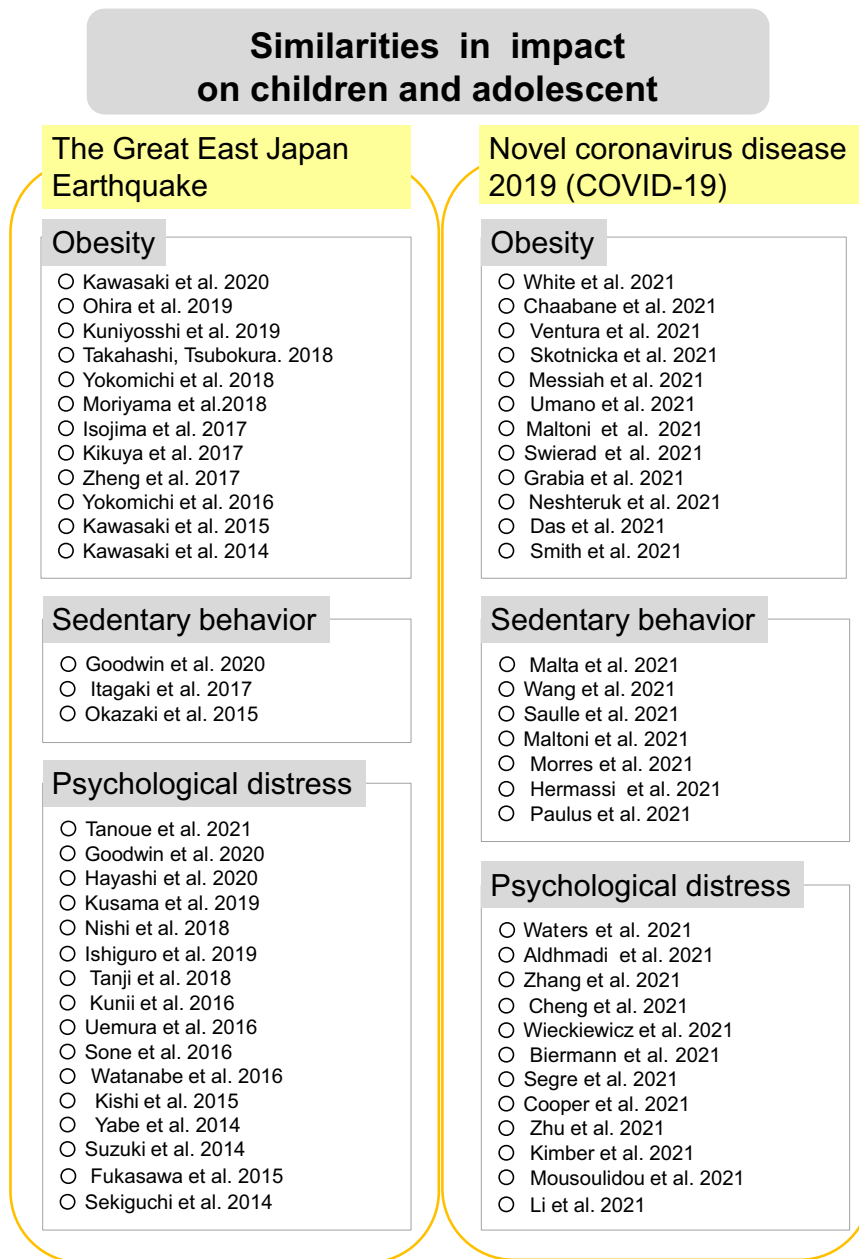 Similarities in impact
on children and adolescent
The Great East Japan
Earthquake
Obesity
○ Kawasaki et al. 2020
○ Ohira et al. 2019
○ Kuniyosshi et al. 2019
○ Takahashi, Tsubokura. 2018
○ Yokomichi et al. 2018
○ Moriyama et al.2018
○ Isojima et al. 2017
○ Kikuya et al. 2017
○ Zheng et al. 2017
○ Yokomichi et al. 2016
○ Kawasaki et al. 2015
○ Kawasaki et al. 2014
Sedentary behavior
○ Goodwin et al. 2020
○ Itagaki et al. 2017
○ Okazaki et al. 2015
Psychological distress
○ Tanoue et al. 2021
○ Goodwin et al. 2020
○ Hayashi et al. 2020
○ Kusama et al. 2019
○ Nishi et al. 2018
○ Ishiguro et al. 2019
○ Tanji et al. 2018
○ Kunii et al. 2016
○ Uemura et al. 2016
○ Sone et al. 2016
○ Watanabe et al. 2016
○ Kishi et al. 2015
○ Yabe et al. 2014
○ Suzuki et al. 2014
○ Fukasawa et al. 2015
○ Sekiguchi et al. 2014
Novel coronavirus disease
2019 (COVID-19)
Obesity
○ White et al. 2021
○ Chaabane et al. 2021
○ Ventura et al. 2021
○ Skotnicka et al. 2021
○ Messiah et al. 2021
○ Umano et al. 2021
○ Maltoni et al. 2021
○ Swierad et al. 2021
○ Grabia et al. 2021
○ Neshteruk et al. 2021
○ Das et al. 2021
○ Smith et al. 2021
Sedentary behavior
○ Malta et al. 2021
○ Wang et al. 2021
○ Saulle et al. 2021
○ Maltoni et al. 2021
○ Morres et al. 2021
○ Hermassi et al. 2021
○ Paulus et al. 2021
Psychological distress
○ Waters et al. 2021
○ Aldhmadi et al. 2021
○ Zhang et al. 2021
○ Cheng et al. 2021
○ Wieckiewicz et al. 2021
○ Biermann et al. 2021
○ Segre et al. 2021
○ Cooper et al. 2021
○ Zhu et al. 2021
○ Kimber et al. 2021
○ Mousoulidou et al. 2021
○ Li et al. 2021